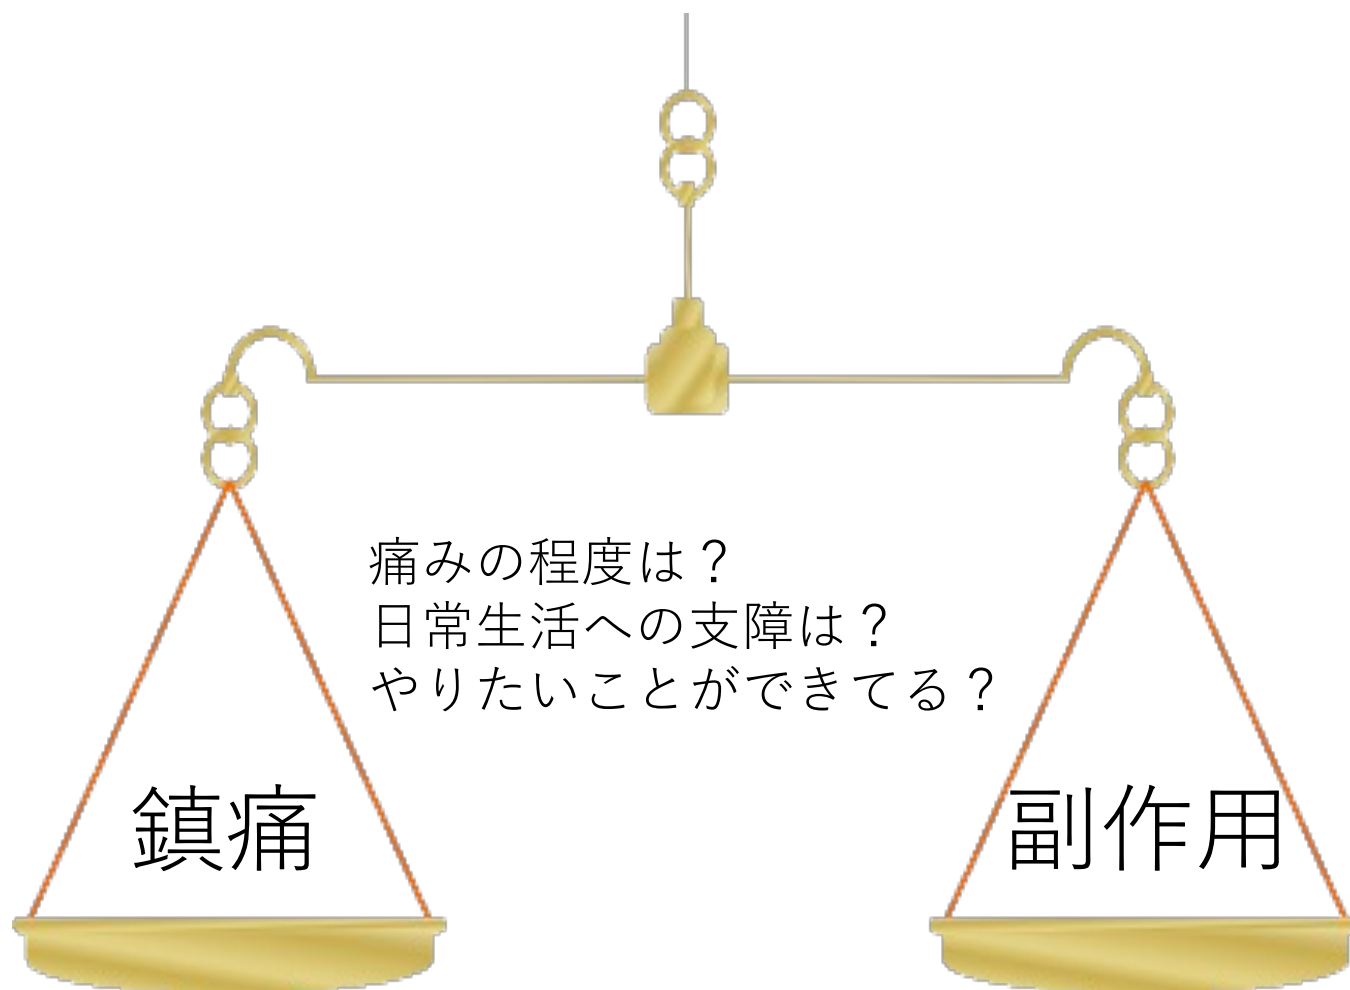 痛みの程度は？
日常生活への支障は？
やりたいことができてる？
鎮痛
副作用